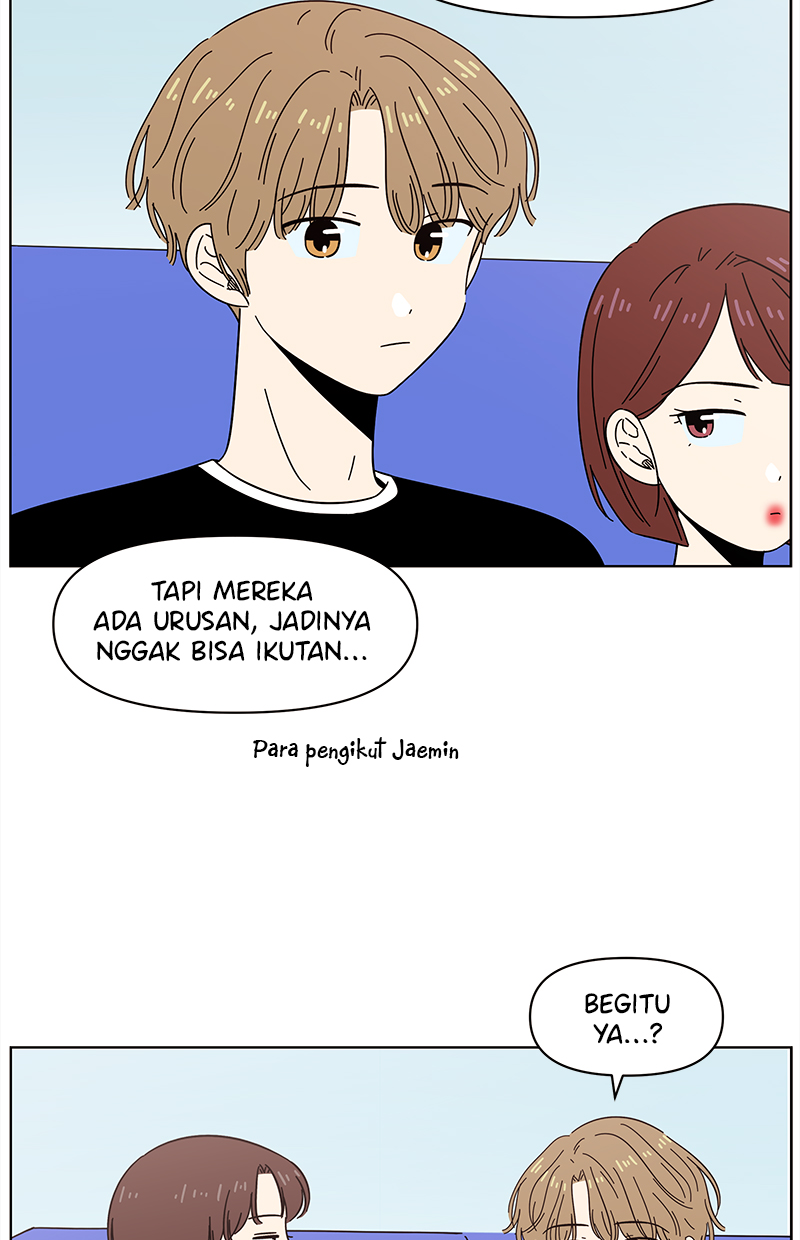 TAPI MEREKA
ADA URUSAN, JADINYA
NGGAK BISA IKUTAN...
Para pengikut Jaemin
BEGITU
YA...?